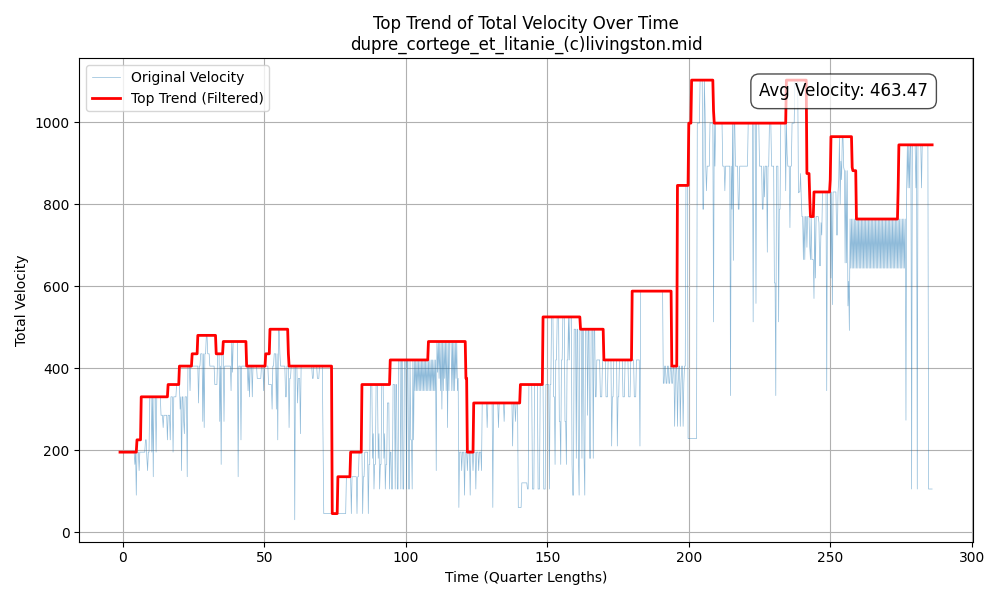 Top Trend of Total Velocity Over Time
dupre_cortege_et_litanie_(c)livingston.mid
Original Velocity
Top Trend (Filtered)
Avg Velocity: 463.47
1000
800
600
400
200
0
Total Velocity
0 50 100 150 200 250 300
Time (Quarter Lengths)